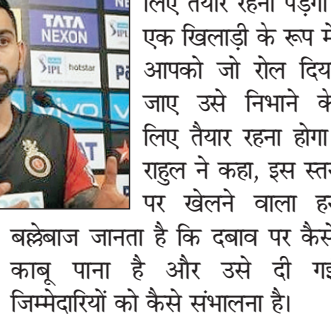 TATA
NEXON
IPL
hotstar
vivo
लिए तैयार रहना पड़ेगा
एक खिलाड़ी के रूप में
आपको जो रोल दिया
जाए उसे निभाने के
लिए तैयार रहना होगा
राहुल ने कहा, इस स्तर
पर खेलने वाला हर
बल्लेबाज जानता है कि दबाव पर कैसे
काबू पाना है और उसे दी गई
जिम्मेदारियों को कैसे संभालना है।